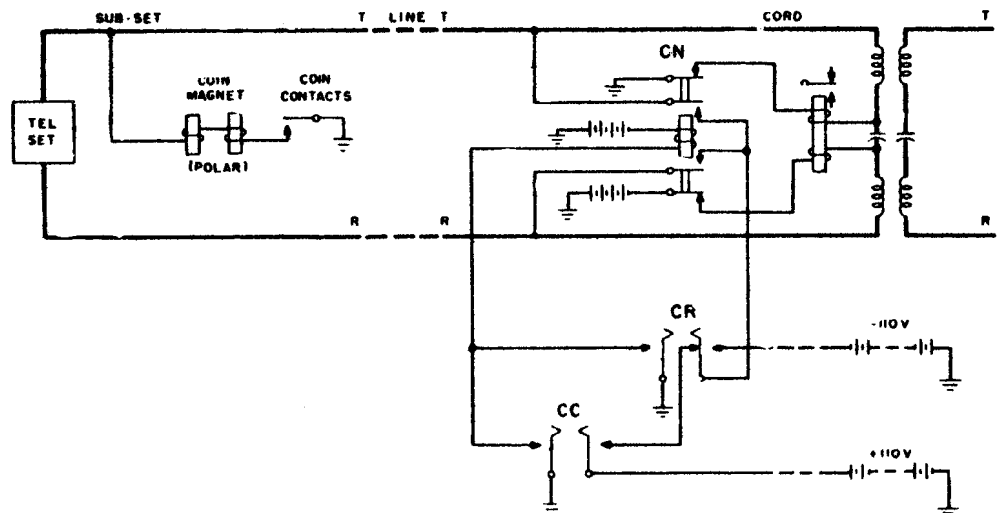 SUB-SET T LINE T CORD T
CN
COIN MAGNET
COIN CONTACTS
TEL SET
(POLAR)
R R R
CR
-110V
CC
+110V